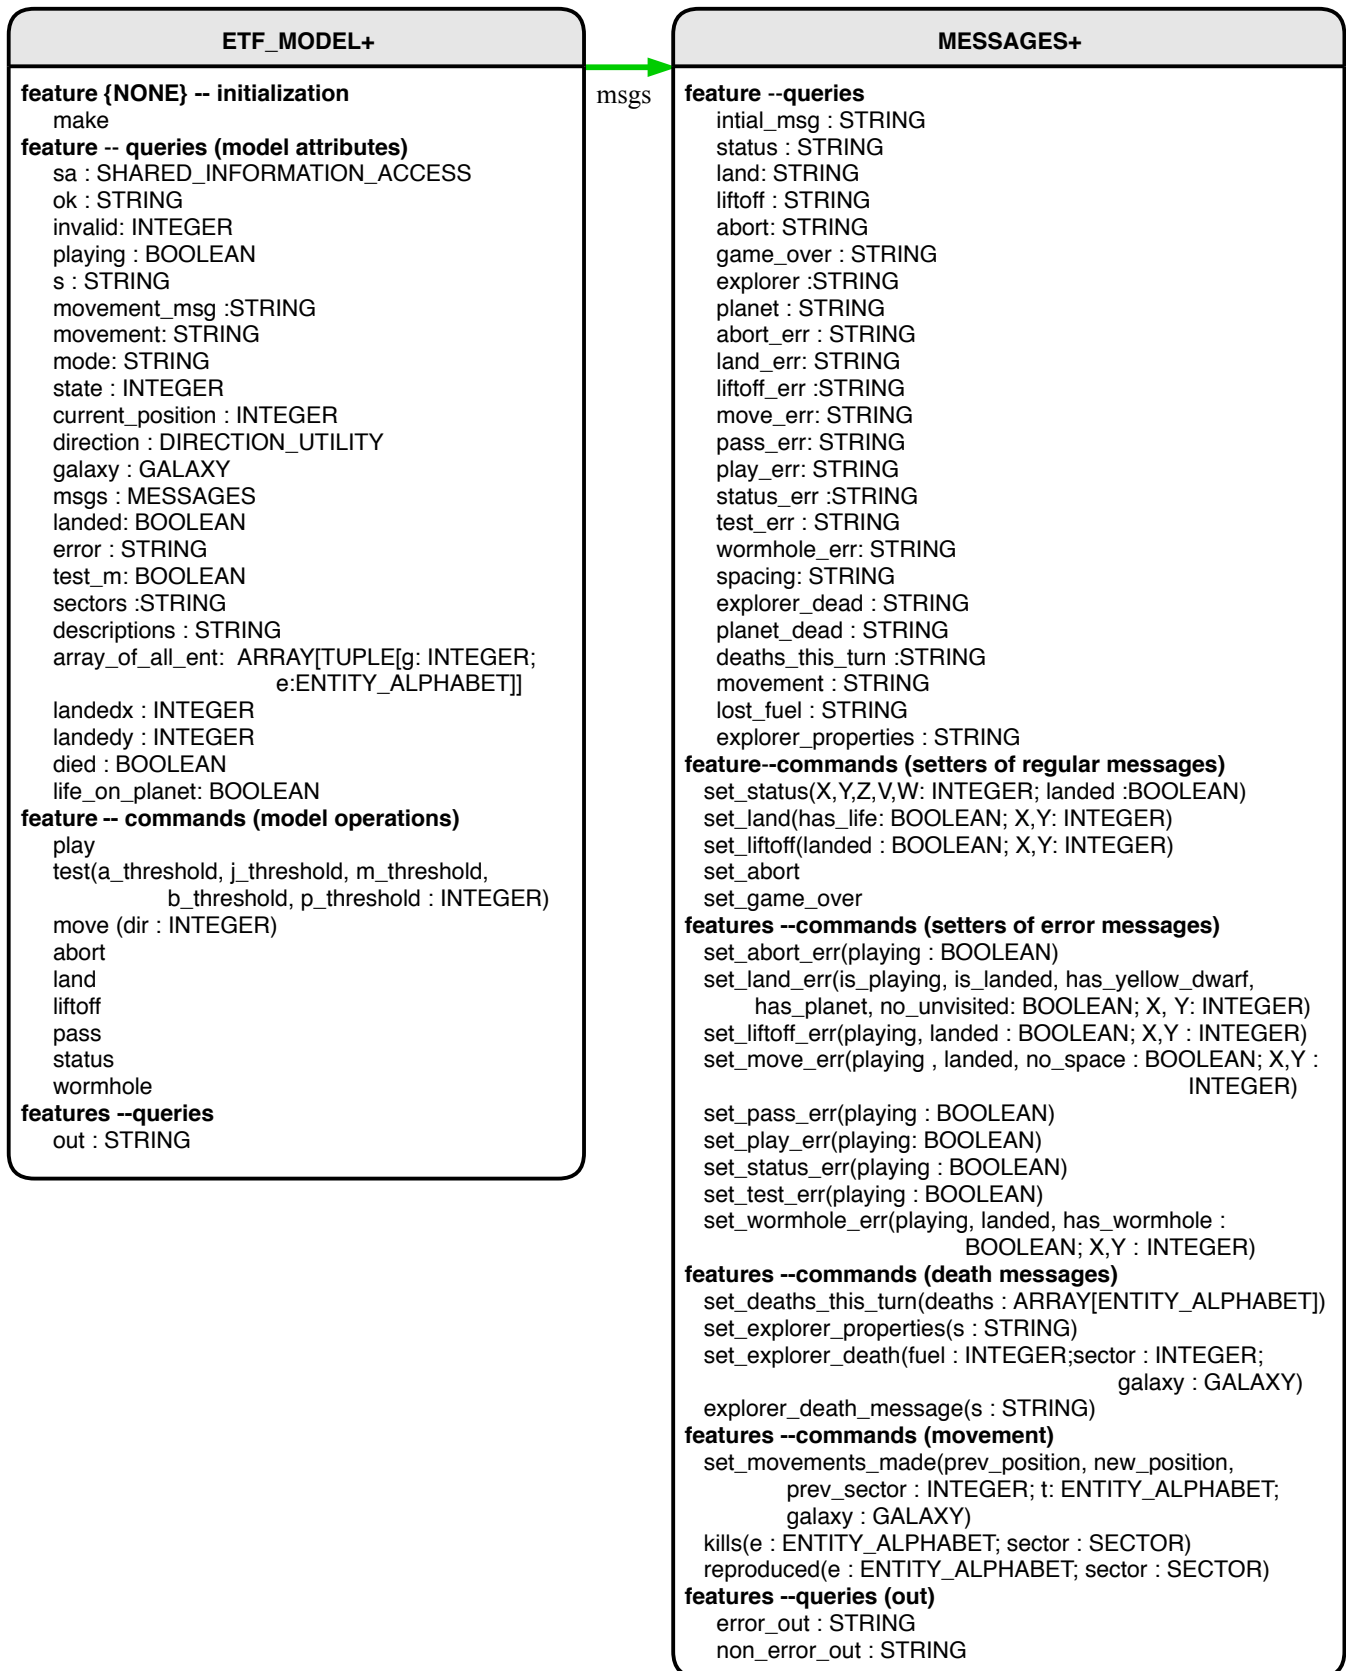 ETF_MODEL+
feature {NONE} -- initialization
make
feature -- queries (model attributes)
sa : SHARED_INFORMATION_ACCESS
ok : STRING
invalid: INTEGER
playing : BOOLEAN
s : STRING
movement_msg :STRING
movement: STRING
mode: STRING
state : INTEGER
current_position : INTEGER
direction : DIRECTION_UTILITY
galaxy : GALAXY
msgs : MESSAGES
landed: BOOLEAN
error : STRING
test_m: BOOLEAN
sectors :STRING
descriptions : STRING
array_of_all_ent:  ARRAY[TUPLE[g: INTEGER;
e:ENTITY_ALPHABET]]
landedx : INTEGER
landedy : INTEGER
died : BOOLEAN
life_on_planet: BOOLEAN
feature -- commands (model operations)
play
test(a_threshold, j_threshold, m_threshold,
b_threshold, p_threshold : INTEGER)
move (dir : INTEGER)
abort
land
liftoff
pass
status
wormhole
features --queries
out : STRING
msgs
MESSAGES+
feature --queries
intial_msg : STRING
status : STRING
land: STRING
liftoff : STRING
abort: STRING
game_over : STRING
explorer :STRING
planet : STRING
abort_err : STRING
land_err: STRING
liftoff_err :STRING
move_err: STRING
pass_err: STRING
play_err: STRING
status_err :STRING
test_err : STRING
wormhole_err: STRING
spacing: STRING
explorer_dead : STRING
planet_dead : STRING
deaths_this_turn :STRING
movement : STRING
lost_fuel : STRING
explorer_properties : STRING
feature--commands (setters of regular messages)
set_status(X,Y,Z,V,W: INTEGER; landed :BOOLEAN)
set_land(has_life: BOOLEAN; X,Y: INTEGER)
set_liftoff(landed : BOOLEAN; X,Y: INTEGER)
set_abort
set_game_over
features --commands (setters of error messages)
set_abort_err(playing : BOOLEAN)
set_land_err(is_playing, is_landed, has_yellow_dwarf,
has_planet, no_unvisited: BOOLEAN; X, Y: INTEGER)
set_liftoff_err(playing, landed : BOOLEAN; X,Y : INTEGER)
set_move_err(playing , landed, no_space : BOOLEAN; X,Y :
INTEGER)
set_pass_err(playing : BOOLEAN)
set_play_err(playing: BOOLEAN)
set_status_err(playing : BOOLEAN)
set_test_err(playing : BOOLEAN)
set_wormhole_err(playing, landed, has_wormhole :
BOOLEAN; X,Y : INTEGER)
features --commands (death messages)
set_deaths_this_turn(deaths : ARRAY[ENTITY_ALPHABET])
set_explorer_properties(s : STRING)
set_explorer_death(fuel : INTEGER;sector : INTEGER;
galaxy : GALAXY)
explorer_death_message(s : STRING)
features --commands (movement)
set_movements_made(prev_position, new_position,
prev_sector : INTEGER; t: ENTITY_ALPHABET;
galaxy : GALAXY)
kills(e : ENTITY_ALPHABET; sector : SECTOR)
reproduced(e : ENTITY_ALPHABET; sector : SECTOR)
features --queries (out)
error_out : STRING
non_error_out : STRING